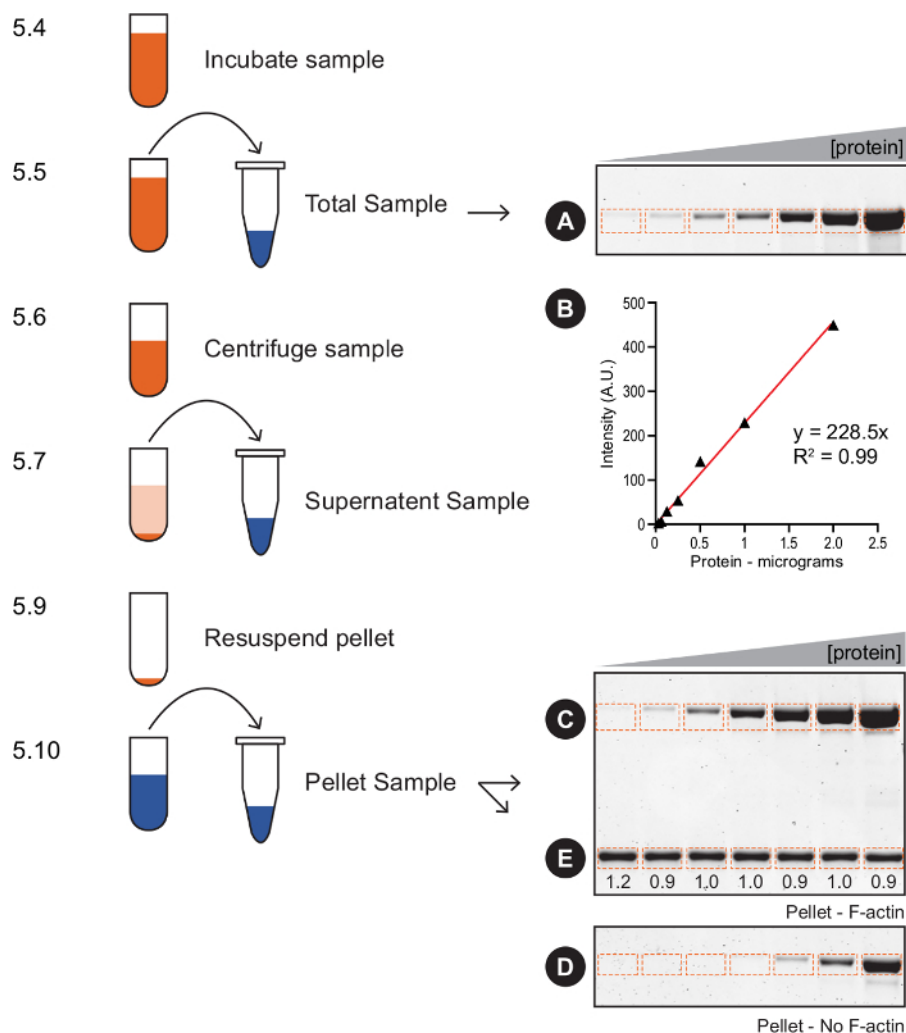 5.4
Incubate sample
5.5
Total Sample
[protein]
A
5.6
Centrifuge sample
B
500
400
300
200
100
0
Intensity (A.U.)
y = 228.5x
R² = 0.99
0
0.5
1
1.5
2.0
2.5
Protein - micrograms
5.7
Supernatent Sample
5.9
Resuspend pellet
[protein]
C
5.10
Pellet Sample
E
1.2 0.9 1.0 1.0 0.9 1.0 0.9
Pellet - F-actin
D
Pellet - No F-actin